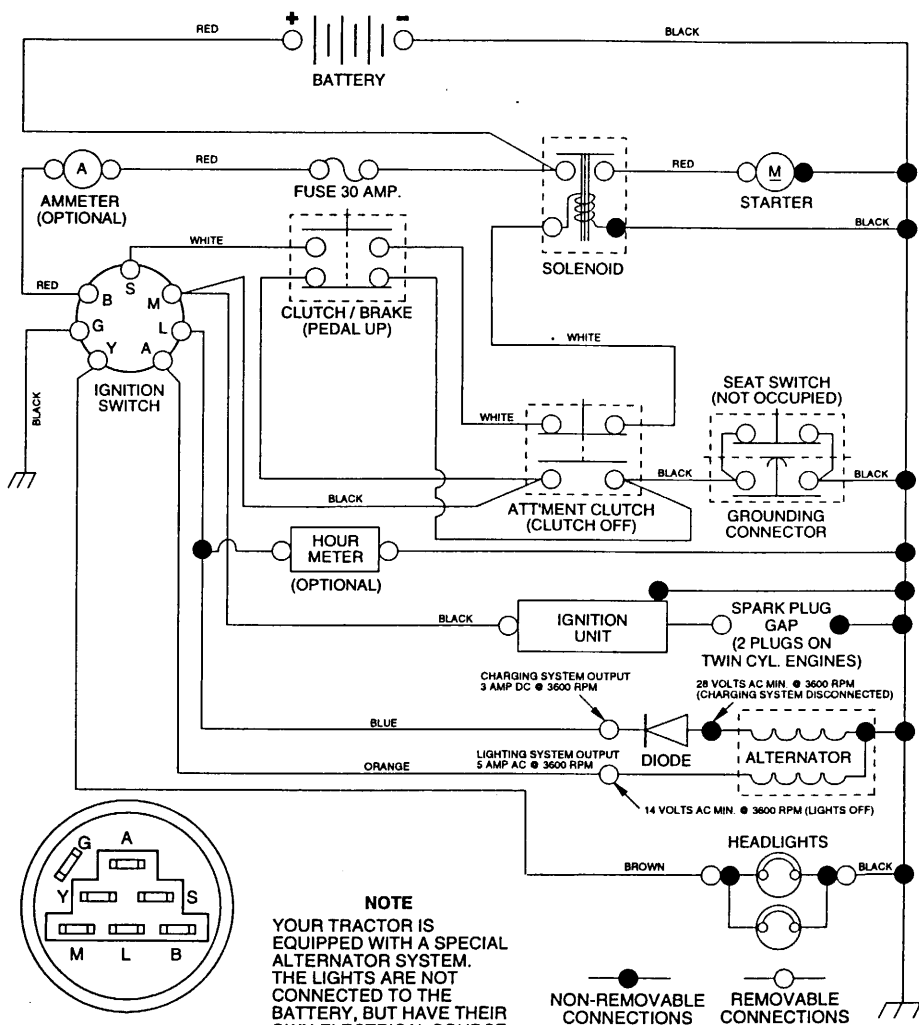 RED
+
−
BLACK
BATTERY
A
RED
AMMETER
(OPTIONAL)
FUSE 30 AMP.
RED
M
STARTER
BLACK
SOLENOID
WHITE
CLUTCH / BRAKE
(PEDAL UP)
RED
S
B
M
G
L
Y
A
IGNITION
SWITCH
BLACK
WHITE
WHITE
SEAT SWITCH
(NOT OCCUPIED)
BLACK
BLACK
GROUNDING
CONNECTOR
BLACK
ATT'MENT CLUTCH
(CLUTCH OFF)
HOUR
METER
(OPTIONAL)
BLACK
IGNITION
UNIT
SPARK PLUG
GAP
(2 PLUGS ON
TWIN CYL. ENGINES)
CHARGING SYSTEM OUTPUT
3 AMP DC @ 3600 RPM
28 VOLTS AC MIN. @ 3600 RPM
(CHARGING SYSTEM DISCONNECTED)
BLUE
DIODE
ALTERNATOR
ORANGE
LIGHTING SYSTEM OUTPUT
5 AMP AC @ 3600 RPM
14 VOLTS AC MIN. @ 3600 RPM (LIGHTS OFF)
HEADLIGHTS
BROWN
BLACK
G
A
Y
S
M
L
B
NOTE
YOUR TRACTOR IS
EQUIPPED WITH A SPECIAL
ALTERNATOR SYSTEM.
THE LIGHTS ARE NOT
CONNECTED TO THE
BATTERY, BUT HAVE THEIR
OWN ELECTRICAL SOURCE
NON-REMOVABLE
CONNECTIONS
REMOVABLE
CONNECTIONS